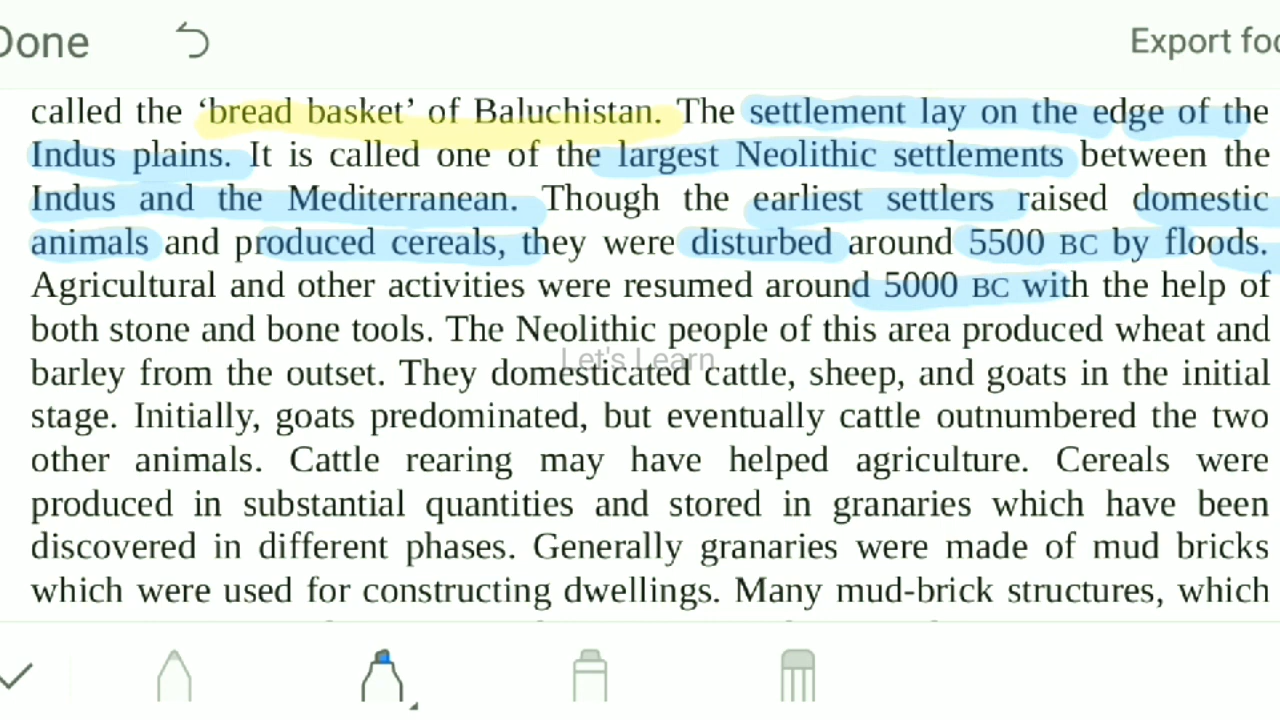 Done
Export foo
called the ‘bread basket’ of Baluchistan. The settlement lay on the edge of the
Indus plains. It is called one of the largest Neolithic settlements between the
Indus and the Mediterranean. Though the earliest settlers raised domestic
animals and produced cereals, they were disturbed around 5500 BC by floods.
Agricultural and other activities were resumed around 5000 BC with the help of
both stone and bone tools. The Neolithic people of this area produced wheat and
Let's Learn
barley from the outset. They domesticated cattle, sheep, and goats in the initial
stage. Initially, goats predominated, but eventually cattle outnumbered the two
other animals. Cattle rearing may have helped agriculture. Cereals were
produced in substantial quantities and stored in granaries which have been
discovered in different phases. Generally granaries were made of mud bricks
which were used for constructing dwellings. Many mud-brick structures, which